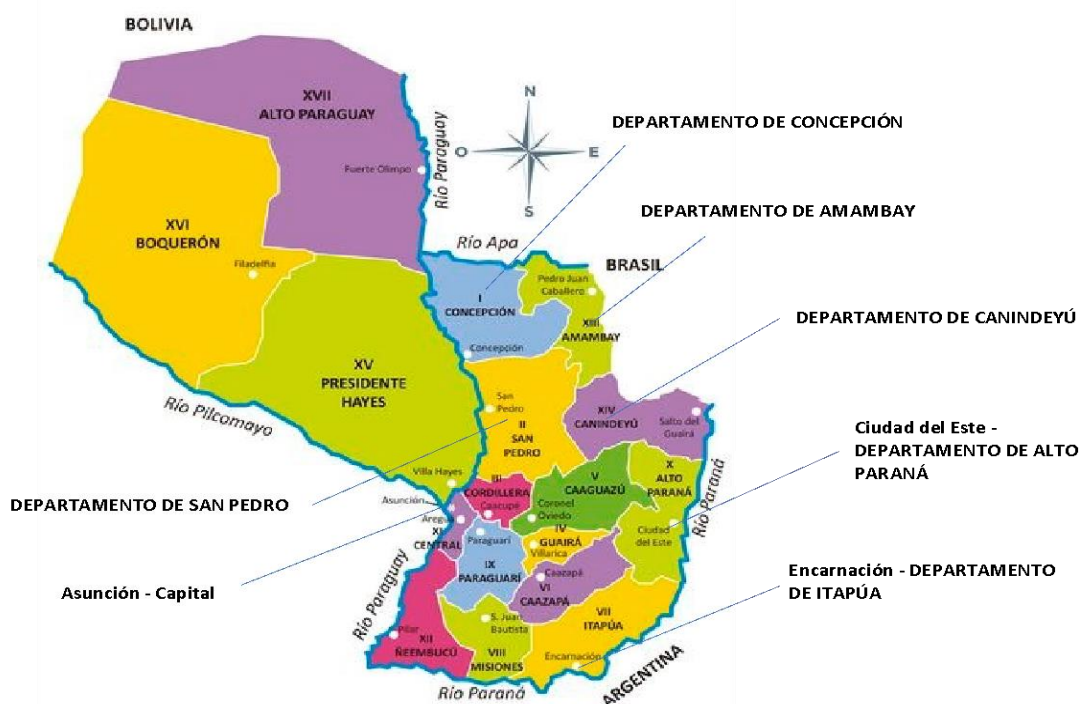 BOLIVIA
XVII
ALTO PARAGUAY
Fuerte Olimpo
Río Paraguay
N
O
E
S
DEPARTAMENTO DE CONCEPCIÓN
DEPARTAMENTO DE AMAMBAY
XVI
BOQUERÓN
Filadelfia
Río Apa
BRASIL
Pedro Juan
Caballero
I
CONCEPCIÓN
XIII
AMAMBAY
DEPARTAMENTO DE CANINDEYÚ
Concepción
XV
PRESIDENTE
HAYES
Río Pilcomayo
San
Pedro
II
SAN
PEDRO
XIV
CANINDEYÚ
Salto del
Guairá
Ciudad del Este -
DEPARTAMENTO DE ALTO
PARANÁ
Villa Hayes
III
CORDILLERA
Caacupé
V
CAAGUAZÚ
X
ALTO
PARANÁ
Río Paraná
DEPARTAMENTO DE SAN PEDRO
Asunción
Areguá
XI
CENTRAL
Coronel
Oviedo
Paraguarí
IV
GUAIRÁ
Villarica
Ciudad
del Este
Asunción - Capital
Río Paraguay
IX
PARAGUARÍ
Caazapá
VI
CAAZAPÁ
Encarnación - DEPARTAMENTO
DE ITAPÚA
VII
ITAPÚA
Pilar
XII
ÑEEMBUCÚ
S. Juan
Bautista
VIII
MISIONES
Encarnación
Río Paraná
ARGENTINA